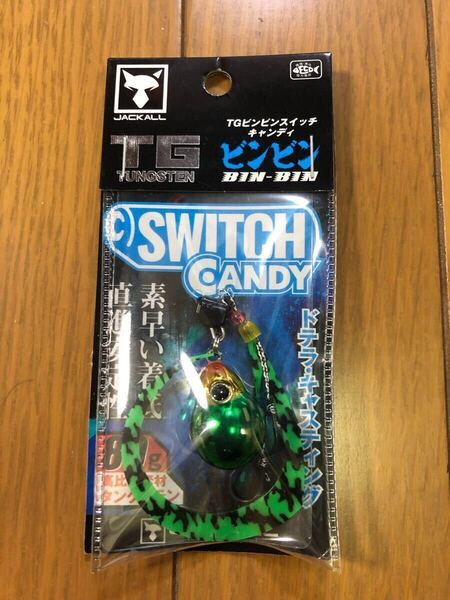 JACKALL
TGビンビンスイッチ
キャンディ
TG
TUNGSTEN
ビンビン
BIN-BIN
SWITCH
CANDY
素早い着底
ドテラ・キャスティング